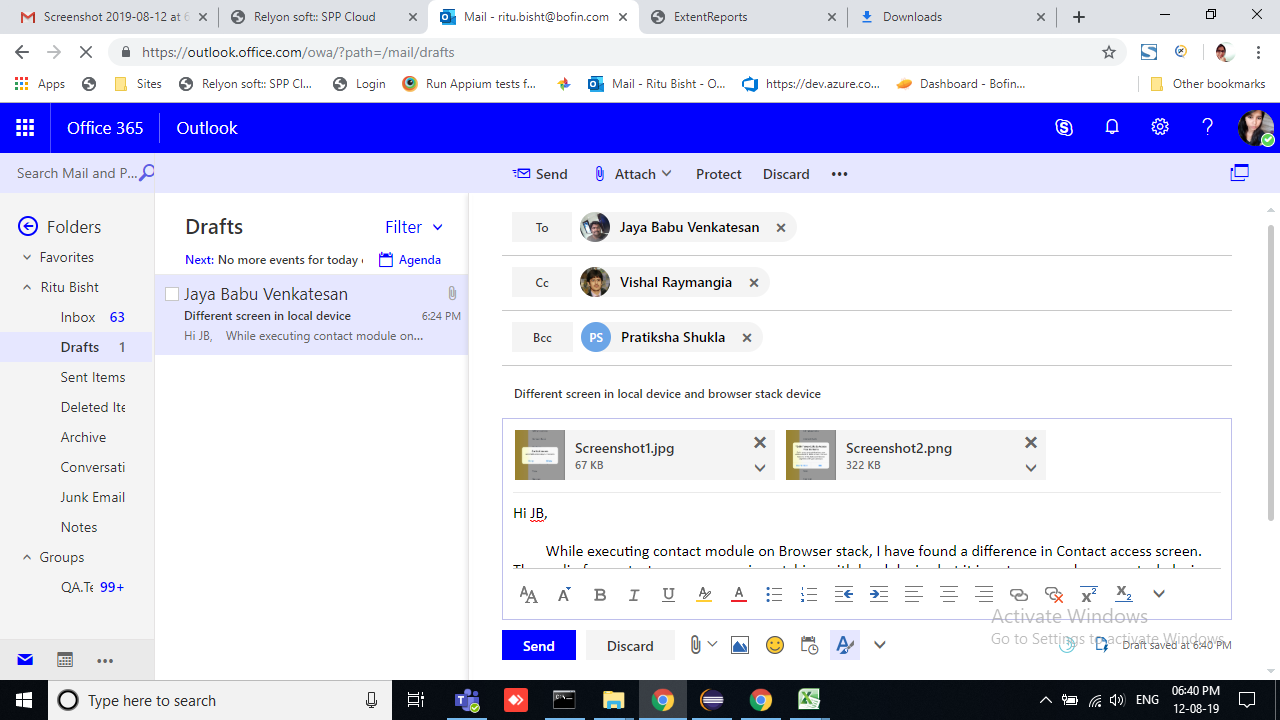 Screenshot 2019-08-12 at 6
Relyon soft:: SPP Cloud
Mail - ritu.bisht@bofin.com
ExtentReports
Downloads
https://outlook.office.com/owa/?path=/mail/drafts
Apps
Sites
Relyon soft:: SPP Cl...
Login
Run Appium tests f...
Mail - Ritu Bisht - O...
https://dev.azure.co...
Dashboard - Bofin...
Other bookmarks
Office 365
Outlook
Search Mail and P...
Send
Attach
Protect
Discard
Folders
Favorites
Ritu Bisht
Inbox 63
Drafts 1
Sent Items
Deleted Ite
Archive
Conversati
Junk Email
Notes
Groups
QA.Te 99+
Drafts
Filter
Next: No more events for today
Agenda
Jaya Babu Venkatesan
Different screen in local device 6:24 PM
Hi JB, While executing contact module on...
To Jaya Babu Venkatesan
Cc Vishal Raymangia
Bcc PS Pratiksha Shukla
Different screen in local device and browser stack device
Screenshot1.jpg
67 KB
Screenshot2.png
322 KB
Hi JB,
While executing contact module on Browser stack, I have found a difference in Contact access screen.
Activate Windows
Go to Settings to activate Windows.
Send
Discard
Draft saved at 6:40 PM
Type here to search
ENG
06:40 PM
12-08-19